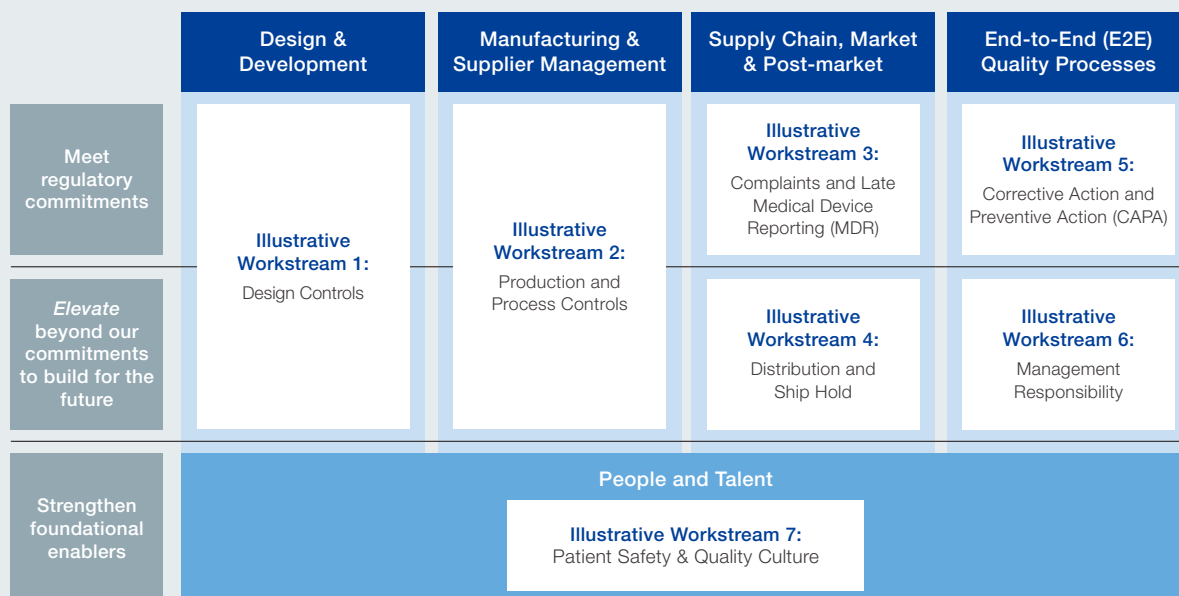 Design &
Development
Manufacturing &
Supplier Management
Supply Chain, Market
& Post-market
End-to-End (E2E)
Quality Processes
Meet
regulatory
commitments
Illustrative
Workstream 1:
Design Controls
Illustrative
Workstream 2:
Production and
Process Controls
Illustrative
Workstream 3:
Complaints and Late
Medical Device
Reporting (MDR)
Illustrative
Workstream 5:
Corrective Action and
Preventive Action (CAPA)
Elevate
beyond our
commitments
to build for the
future
Illustrative
Workstream 4:
Distribution and
Ship Hold
Illustrative
Workstream 6:
Management
Responsibility
Strengthen
foundational
enablers
People and Talent
Illustrative Workstream 7:
Patient Safety & Quality Culture